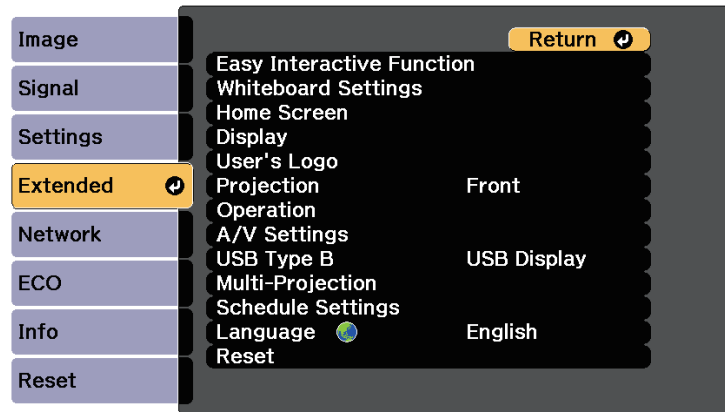 Image
Signal
Settings
Extended
Network
ECO
Info
Reset
Return
Easy Interactive Function
Whiteboard Settings
Home Screen
Display
User's Logo
Projection Front
Operation
A/V Settings
USB Type B USB Display
Multi-Projection
Schedule Settings
Language English
Reset